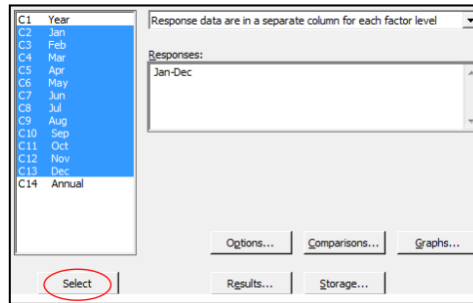 C1 Year
C2 Jan
C3 Feb
C4 Mar
C5 Apr
C6 May
C7 Jun
C8 Jul
C9 Aug
C10 Sep
C11 Oct
C12 Nov
C13 Dec
C14 Annual
Response data are in a separate column for each factor level
Responses:
Jan-Dec
Options... Comparisons... Graphs...
Select Results... Storage...